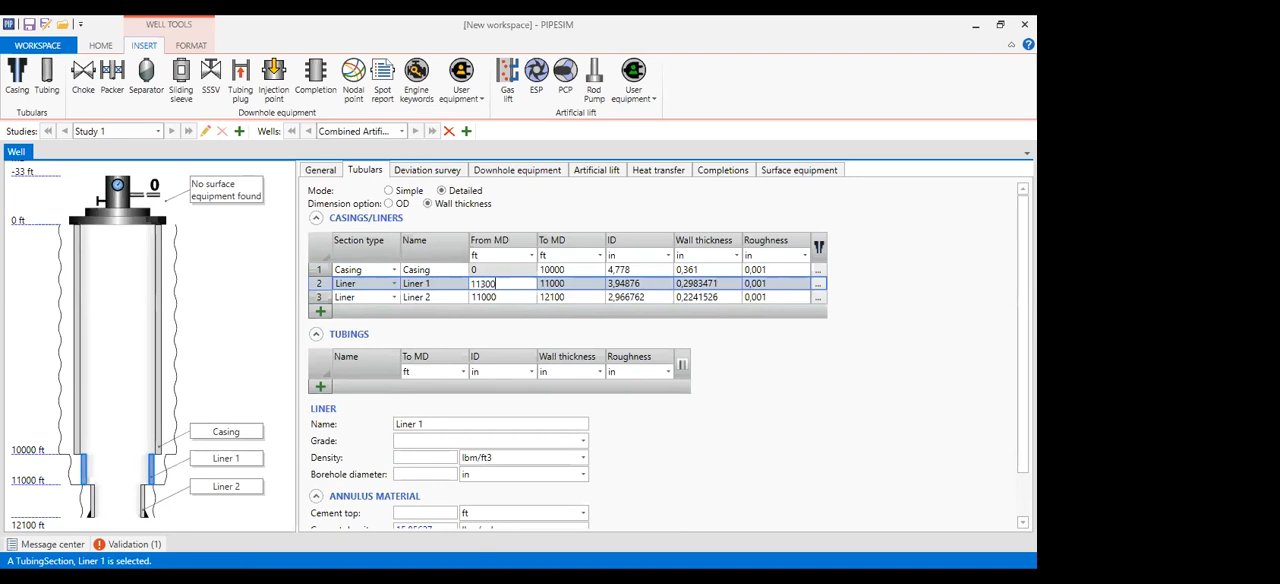 WELL TOOLS
[New workspace] - PIPESIM
WORKSPACE HOME INSERT FORMAT
Casing Tubing Choke Packer Separator Sliding sleeve SSSV Tubing plug Injection point Completion Nodal point Spot report Engine keywords User equipment Gas lift ESP PCP Rod Pump User equipment
Tubulars Downhole equipment Artificial lift
Studies: Study 1 Wells: Combined Artifi...
Well
General Tubulars Deviation survey Downhole equipment Artificial lift Heat transfer Completions Surface equipment
-33 ft
No surface equipment found
0 ft
10000 ft
11000 ft
12100 ft
Casing
Liner 1
Liner 2
Mode: Simple Detailed
Dimension option: OD Wall thickness
CASINGS/LINERS
Section type Name From MD To MD ID Wall thickness Roughness
ft ft in in in
1 Casing Casing 0 10000 4,778 0,361 0,001 ...
2 Liner Liner 1 11300 11000 3,94876 0,2983471 0,001 ...
3 Liner Liner 2 11000 12100 2,966762 0,2241526 0,001 ...
TUBINGS
Name To MD ID Wall thickness Roughness
ft in in in
LINER
Name: Liner 1
Grade:
Density: lbm/ft3
Borehole diameter: in
ANNULUS MATERIAL
Cement top: ft
Message center Validation (1)
A TubingSection, Liner 1 is selected.